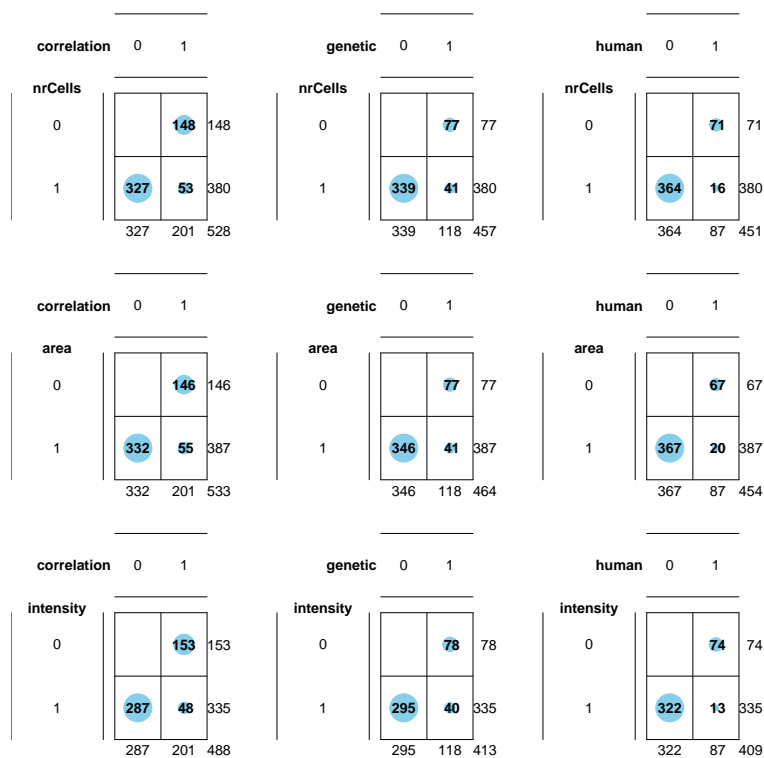 correlation 0 1 genetic 0 1 human 0 1
nrCells nrCells nrCells
0 148 148 0 77 77 0 71 71
1 327 53 380 1 339 41 380 1 364 16 380
327 201 528 339 118 457 364 87 451
correlation 0 1 genetic 0 1 human 0 1
area area area
0 146 146 0 77 77 0 67 67
1 332 55 387 1 346 41 387 1 367 20 387
332 201 533 346 118 464 367 87 454
correlation 0 1 genetic 0 1 human 0 1
intensity intensity intensity
0 153 153 0 78 78 0 74 74
1 287 48 335 1 295 40 335 1 322 13 335
287 201 488 295 118 413 322 87 409